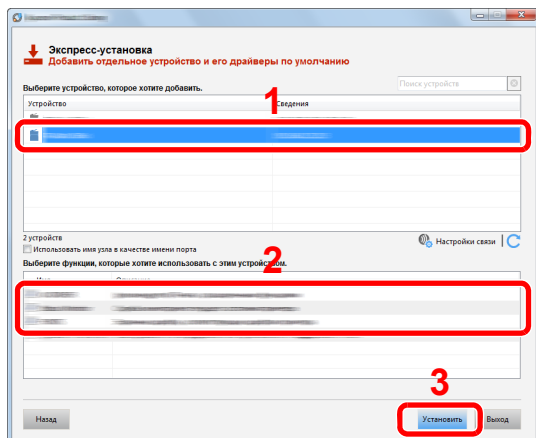 Экспресс-установка
Добавить отдельное устройство и его драйверы по умолчанию
Поиск устройств
Выберите устройство, которое хотите добавить.
1
Устройство Сведения
2 устройств
Настройки связи
Использовать имя узла в качестве имени порта
2
Выберите функции, которые хотите использовать с этим устройством.
3
Назад Установить Выход